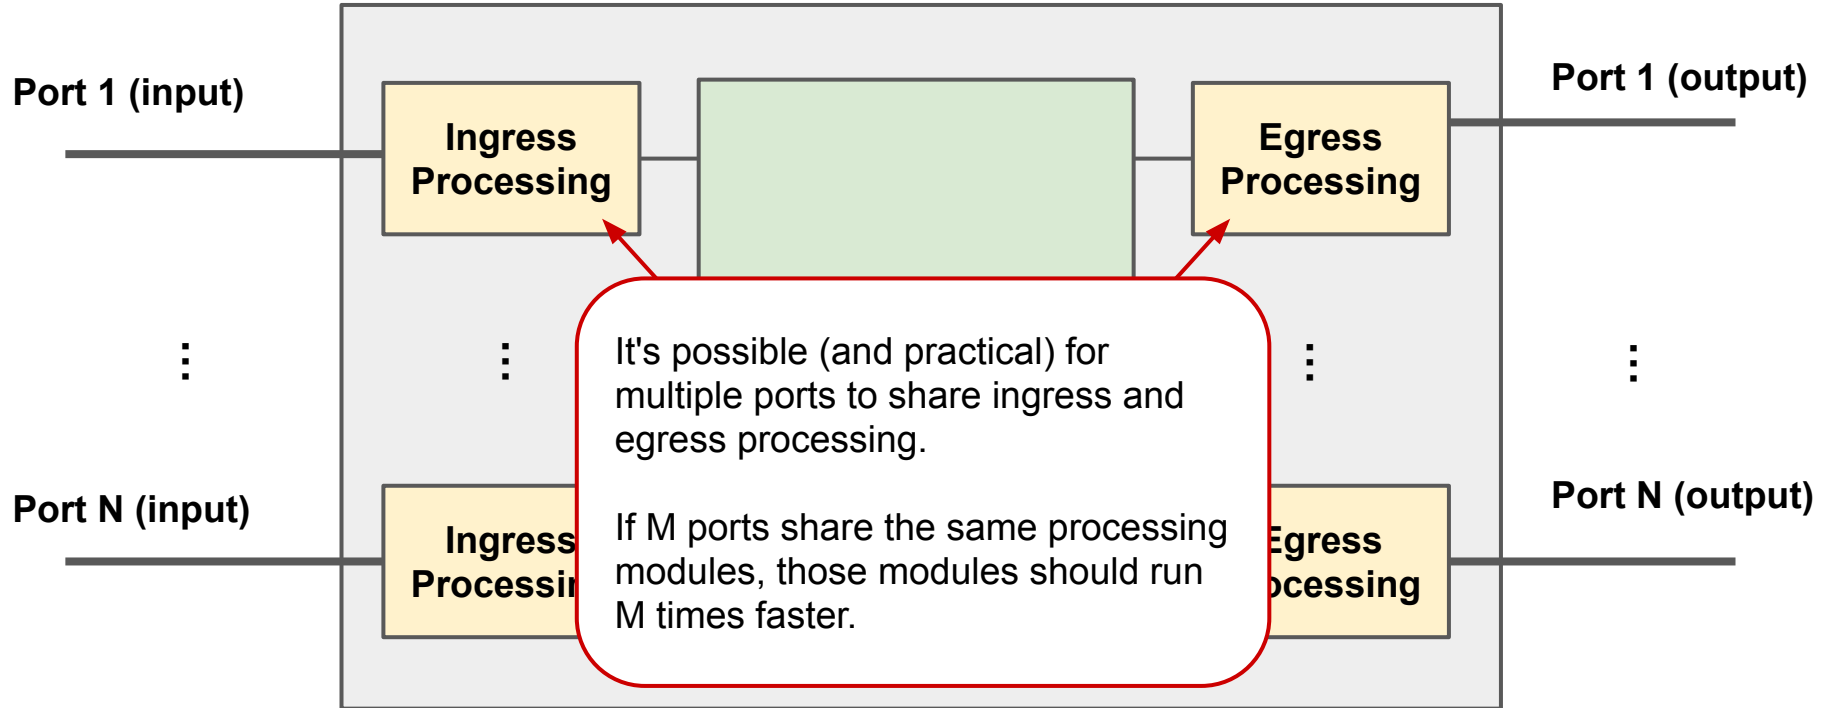 Port 1 (input)
Port 1 (output)
Ingress
Processing
Egress
Processing
⋮ ⋮ ⋮ ⋮
It's possible (and practical) for
multiple ports to share ingress and
egress processing.
If M ports share the same processing
modules, those modules should run
M times faster.
Port N (input)
Port N (output)
Ingress
Processin
Egress
ocessing